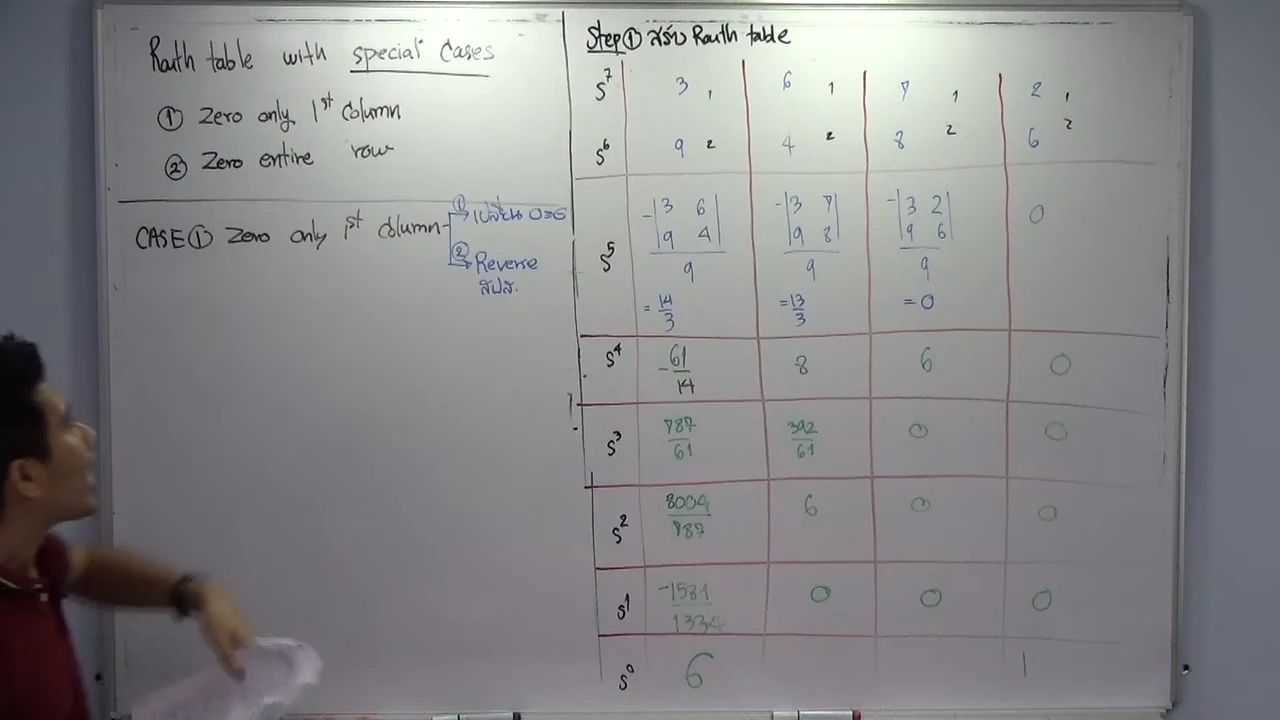 Routh table with special Cases
① Zero only 1st Column
② Zero entire row
CASE① Zero only 1st column
① เปลี่ยน 0=ϵ
② Reverse
สปส.
Step① สร้าง Routh table
s⁷ 3 1 6 1 7 1 2 1
s⁶ 9 2 4 2 8 2 6 2
s⁵ -|3 6| -|3 7| -|3 2| 0
|9 4| |9 8| |9 6|
9 9 9
=14/3 =13/3 =0
s⁴ -61/14 8 6 0
s³ 787/61 392/61 0 0
s² 8004/787 6 0 0
s¹ -1581/1334 0 0 0
s⁰ 6